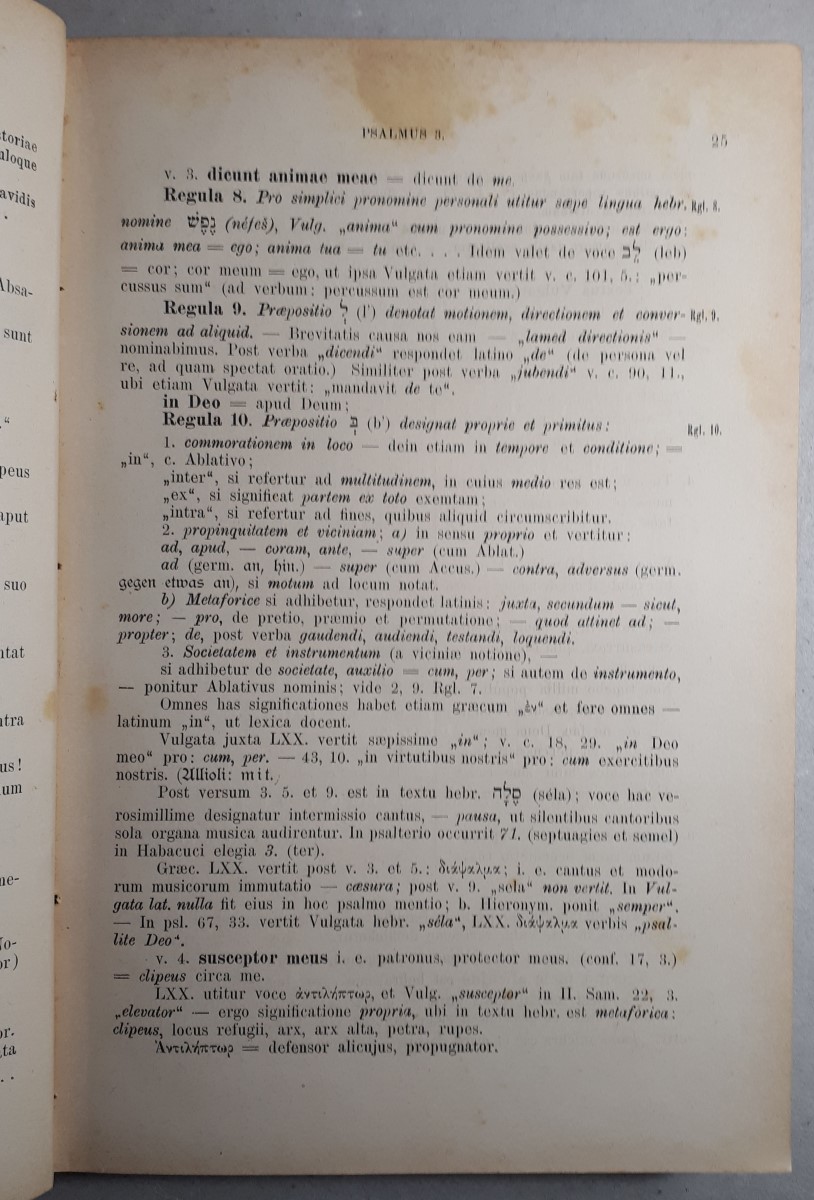 toriae
aloque
avidis
Absa-
sunt
peus
aput
suo
ntat
ntra
us!
um
ne-
or)
or.
ta
PSALMUS 3.
25
v. 3. dicunt animae meae = dicunt de me.
Regula 8. Pro simplici pronomine personali utitur sæpe lingua hebr. Rgl. 8.
nomine נֶפֶשׁ (néfeš), Vulg. „anima“ cum pronomine possessivo; est ergo:
anima mea = ego; anima tua = tu etc. . . . Idem valet de voce לֵב (leb)
= cor; cor meum = ego, ut ipsa Vulgata etiam vertit v. c. 101, 5.: „per-
cussus sum“ (ad verbum: percussum est cor meum.)
Regula 9. Præpositio לְ (l') denotat motionem, directionem et conver- Rgl. 9.
sionem ad aliquid. — Brevitatis causa nos eam — „lamed directionis“ —
nominabimus. Post verba „dicendi“ respondet latino „de“ (de persona vel
re, ad quam spectat oratio.) Similiter post verba „jubendi“ v. c. 90, 11.,
ubi etiam Vulgata vertit: „mandavit de te“.
in Deo = apud Deum;
Regula 10. Præpositio בְּ (b') designat proprie et primitus: Rgl. 10.
1. commorationem in loco — dein etiam in tempore et conditione; =
„in“, c. Ablativo;
„inter“, si refertur ad multitudinem, in cuius medio res est;
„ex“, si significat partem ex toto exemtam;
„intra“, si refertur ad fines, quibus aliquid circumscribitur.
2. propinquitatem et viciniam; a) in sensu proprio et vertitur:
ad, apud, — coram, ante, — super (cum Ablat.)
ad (germ. an, hin.) — super (cum Accus.) — contra, adversus (germ.
gegen etwas an), si motum ad locum notat.
b) Metaforice si adhibetur, respondet latinis: juxta, secundum — sicut,
more; — pro, de pretio, præmio et permutatione; — quod attinet ad; —
propter; de, post verba gaudendi, audiendi, testandi, loquendi.
3. Societatem et instrumentum (a viciniæ notione), —
si adhibetur de societate, auxilio = cum, per; si autem de instrumento,
— ponitur Ablativus nominis; vide 2, 9. Rgl. 7.
Omnes has significationes habet etiam græcum „ἐν“ et fere omnes —
latinum „in“, ut lexica docent.
Vulgata juxta LXX. vertit sæpissime „in“; v. c. 18, 29. „in Deo
meo“ pro: cum, per. — 43, 10. „in virtutibus nostris“ pro: cum exercitibus
nostris. (Allioli: mit.
Post versum 3. 5. et 9. est in textu hebr. סֶלָה (séla); voce hac ve-
rosimillime designatur intermissio cantus, — pausa, ut silentibus cantoribus
sola organa musica audirentur. In psalterio occurrit 71. (septuagies et semel)
in Habacuci elegia 3. (ter).
Græc. LXX. vertit post v. 3. et 5.: διάψαλμα; i. e. cantus et modo-
rum musicorum immutatio — cæsura; post v. 9. „sela“ non vertit. In Vul-
gata lat. nulla fit eius in hoc psalmo mentio; b. Hieronym. ponit „semper“.
— In psl. 67, 33. vertit Vulgata hebr. „séla“, LXX. διάψαλμα verbis „psal-
lite Deo“.
v. 4. susceptor meus i. e. patronus, protector meus. (conf. 17, 3.)
= clipeus circa me.
LXX. utitur voce ἀντιλήπτωρ, et Vulg. „susceptor“ in II. Sam. 22, 3.
„elevator“ — ergo significatione propria, ubi in textu hebr. est metaforica:
clipeus, locus refugii, arx, arx alta, petra, rupes.
Ἀντιλήπτωρ = defensor alicujus, propugnator.